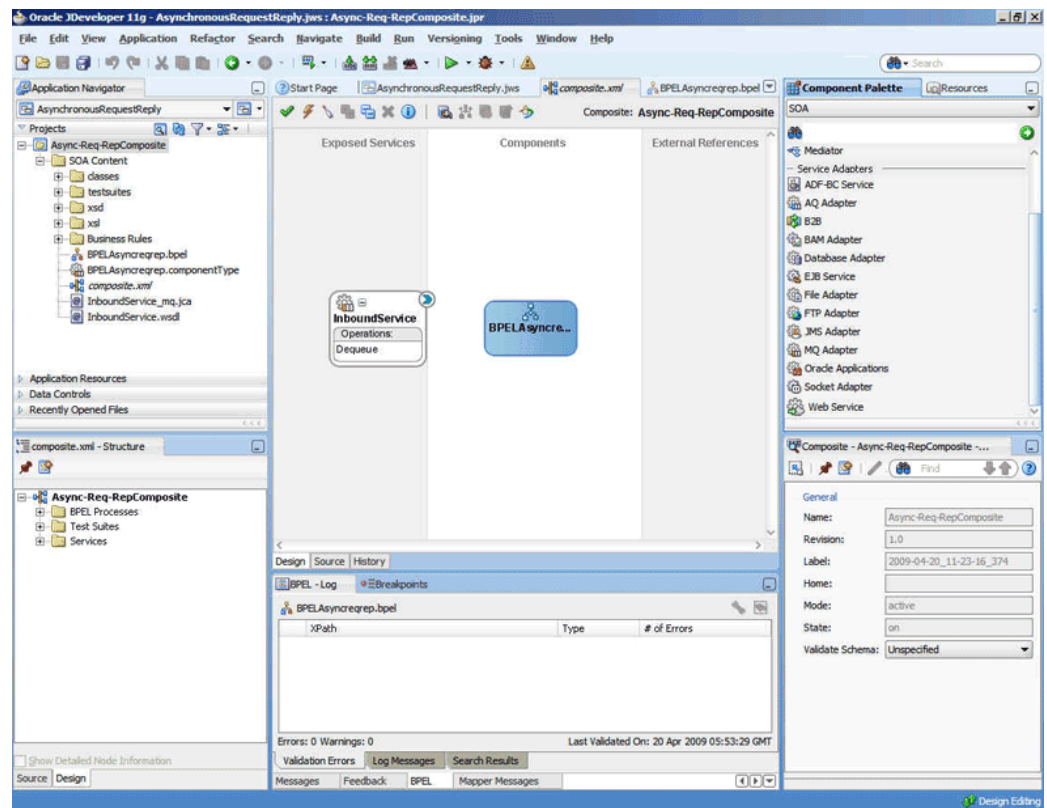 Oracle JDeveloper 11g - AsynchronousRequestReply.jws : Async-Req-RepComposite.jpr
File Edit View Application Refactor Search Navigate Build Run Versioning Tools Window Help
Search
Application Navigator
AsynchronousRequestReply
Projects
Async-Req-RepComposite
SOA Content
classes
testsuites
xsd
xsl
Business Rules
BPELAsyncreqrep.bpel
BPELAsyncreqrep.componentType
composite.xml
InboundService_mq.jca
InboundService.wsdl
Application Resources
Data Controls
Recently Opened Files
composite.xml - Structure
Async-Req-RepComposite
BPEL Processes
Test Suites
Services
Show Detailed Node Information
Source Design
Start Page AsynchronousRequestReply.jws composite.xml BPELAsyncreqrep.bpel
Composite: Async-Req-RepComposite
Exposed Services Components External References
InboundService
Operations:
Dequeue
BPELAsyncre...
Design Source History
BPEL - Log Breakpoints
BPELAsyncreqrep.bpel
XPath Type # of Errors
Errors: 0 Warnings: 0 Last Validated On: 20 Apr 2009 05:53:29 GMT
Validation Errors Log Messages Search Results
Messages Feedback BPEL Mapper Messages
Component Palette Resources
SOA
Mediator
Service Adapters
ADF-BC Service
AQ Adapter
B2B
BAM Adapter
Database Adapter
EJB Service
File Adapter
FTP Adapter
JMS Adapter
MQ Adapter
Oracle Applications
Socket Adapter
Web Service
Composite - Async-Req-RepComposite -...
Find
General
Name: Async-Req-RepComposite
Revision: 1.0
Label: 2009-04-20_11-23-16_374
Home:
Mode: active
State: on
Validate Schema: Unspecified
Design Editing